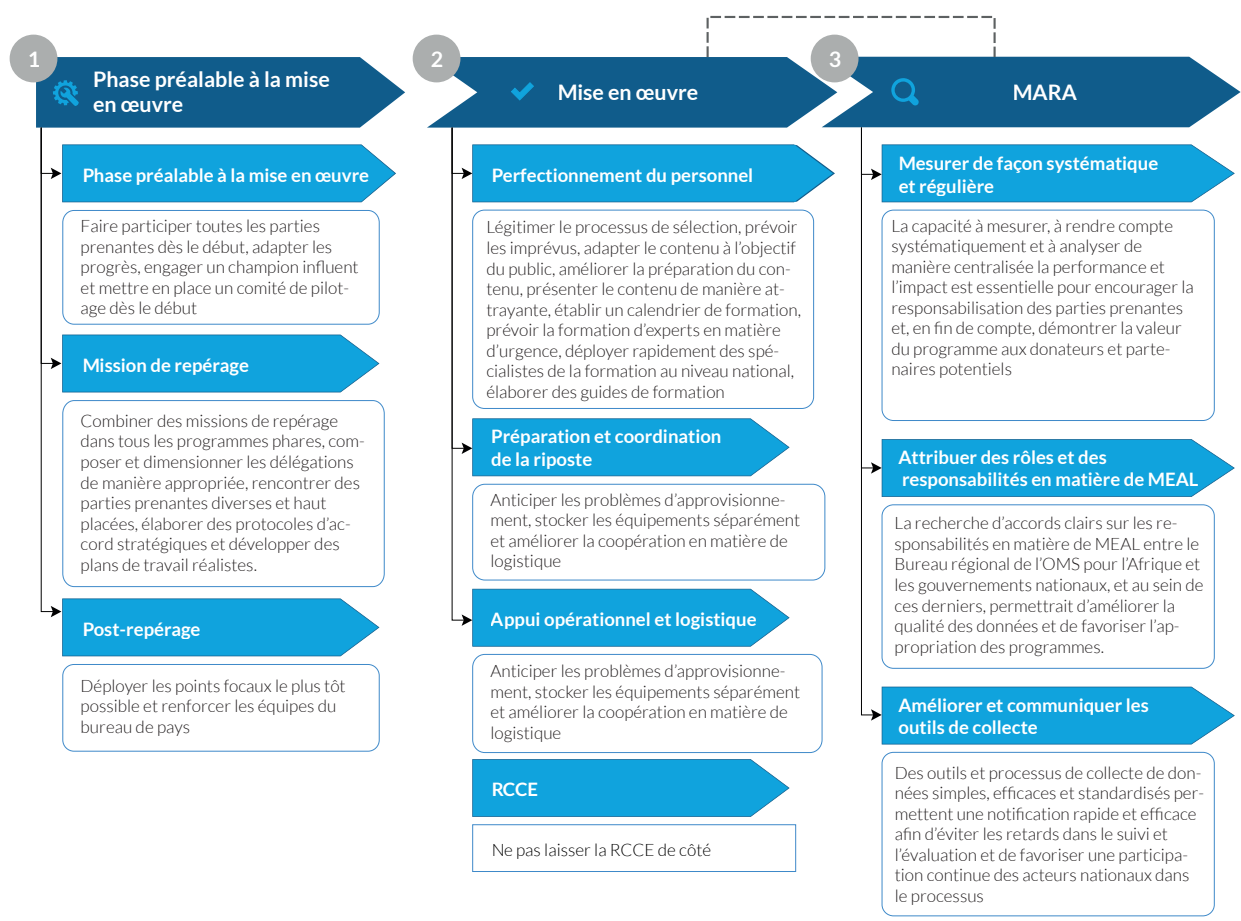 1
Phase préalable à la mise
en œuvre
Phase préalable à la mise en œuvre
Faire participer toutes les parties
prenantes dès le début, adapter les
progrès, engager un champion influent
et mettre en place un comité de pilot-
age dès le début
Mission de repérage
Combiner des missions de repérage
dans tous les programmes phares, com-
poser et dimensionner les délégations
de manière appropriée, rencontrer des
parties prenantes diverses et haut
placées, élaborer des protocoles d'ac-
cord stratégiques et développer des
plans de travail réalistes.
Post-repérage
Déployer les points focaux le plus tôt
possible et renforcer les équipes du
bureau de pays
2
Mise en œuvre
Perfectionnement du personnel
Légitimer le processus de sélection, prévoir
les imprévus, adapter le contenu à l'objectif
du public, améliorer la préparation du con-
tenu, présenter le contenu de manière at-
trayante, établir un calendrier de formation,
prévoir la formation d'experts en matière
d'urgence, déployer rapidement des spé-
cialistes de la formation au niveau national,
élaborer des guides de formation
Préparation et coordination
de la riposte
Anticiper les problèmes d'approvisionne-
ment, stocker les équipements séparément
et améliorer la coopération en matière de
logistique
Appui opérationnel et logistique
Anticiper les problèmes d'approvisionne-
ment, stocker les équipements séparément
et améliorer la coopération en matière de
logistique
RCCE
Ne pas laisser la RCCE de côté
3
MARA
Mesurer de façon systématique
et régulière
La capacité à mesurer, à rendre compte
systématiquement et à analyser de
manière centralisée la performance et
l'impact est essentielle pour encourager la
responsabilisation des parties prenantes
et, en fin de compte, démontrer la valeur
du programme aux donateurs et parte-
naires potentiels
Attribuer des rôles et des
responsabilités en matière de MEAL
La recherche d'accords clairs sur les re-
sponsabilités en matière de MEAL entre le
Bureau régional de l'OMS pour l'Afrique et
les gouvernements nationaux, et au sein de
ces derniers, permettrait d'améliorer la
qualité des données et de favoriser l'ap-
propriation des programmes.
Améliorer et communiquer les
outils de collecte
Des outils et processus de collecte de don-
nées simples, efficaces et standardisés per-
mettent une notification rapide et efficace
afin d'éviter les retards dans le suivi et
l'évaluation et de favoriser une participa-
tion continue des acteurs nationaux dans
le processus